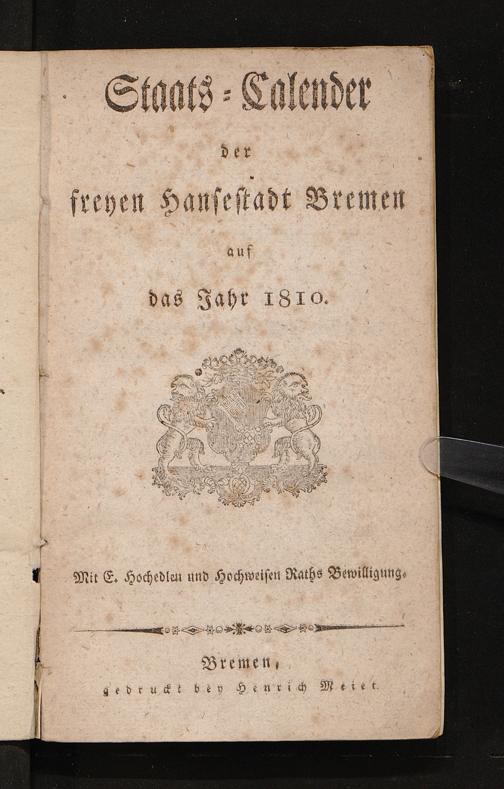 Staats-Calender
der
freyen Hansestadt Bremen
auf
das Jahr 1810.
Mit E. Hochedlen und Hochweisen Raths Bewilligung.
Bremen,
gedruckt bey Henrich Meier